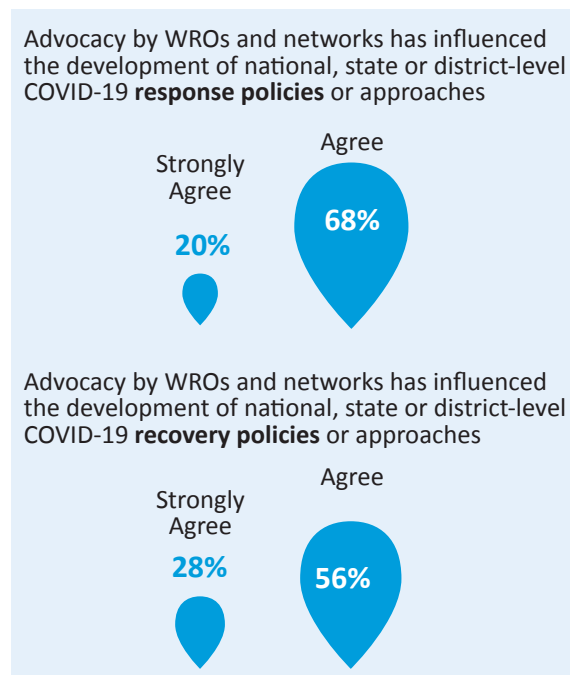 Advocacy by WROs and networks has influenced
the development of national, state or district-level
COVID-19 response policies or approaches
Agree
Strongly
Agree
68%
20%
Advocacy by WROs and networks has influenced
the development of national, state or district-level
COVID-19 recovery policies or approaches
Agree
Strongly
Agree
28%
56%